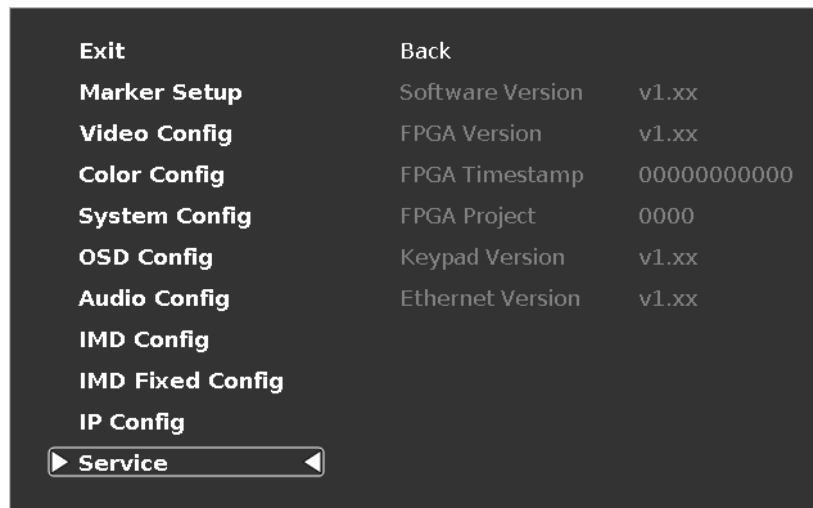 Exit Back
Marker Setup Software Version v1.xx
Video Config FPGA Version v1.xx
Color Config FPGA Timestamp 00000000000
System Config FPGA Project 0000
OSD Config Keypad Version v1.xx
Audio Config Ethernet Version v1.xx
IMD Config
IMD Fixed Config
IP Config
Service